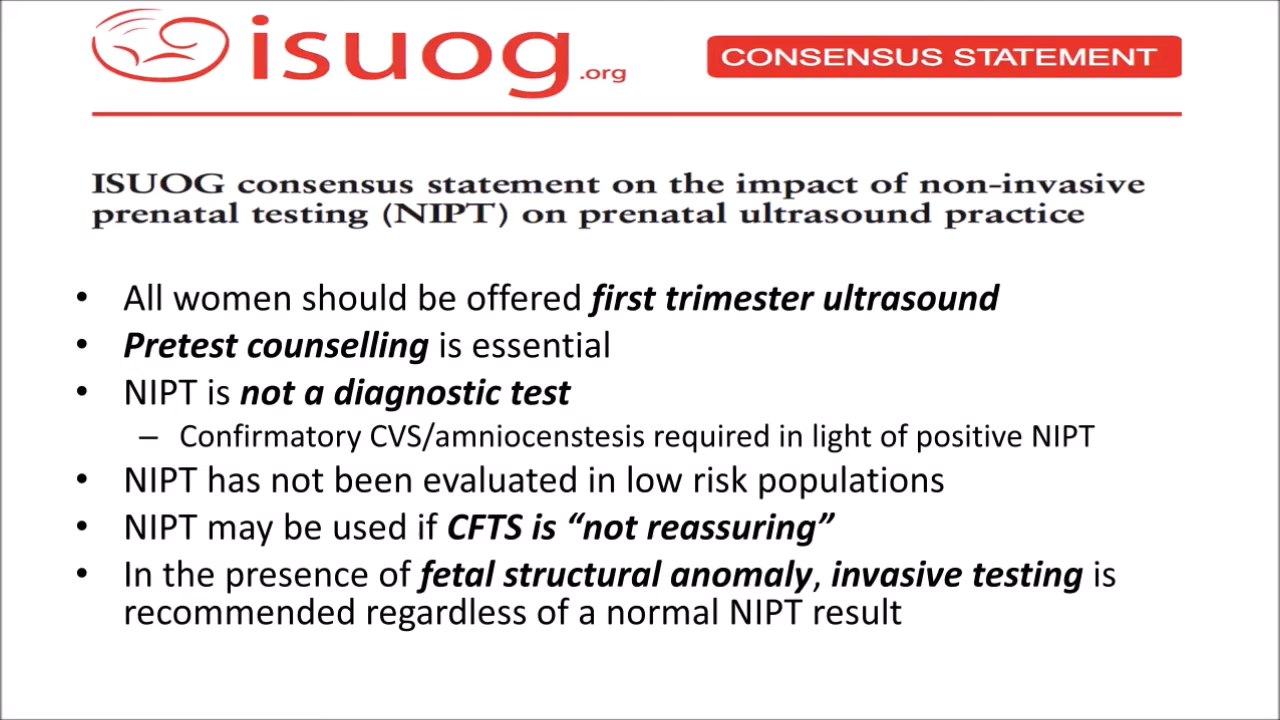 isuog.org
CONSENSUS STATEMENT
ISUOG consensus statement on the impact of non-invasive
prenatal testing (NIPT) on prenatal ultrasound practice
• All women should be offered first trimester ultrasound
• Pretest counselling is essential
• NIPT is not a diagnostic test
– Confirmatory CVS/amniocenstesis required in light of positive NIPT
• NIPT has not been evaluated in low risk populations
• NIPT may be used if CFTS is “not reassuring”
• In the presence of fetal structural anomaly, invasive testing is
recommended regardless of a normal NIPT result